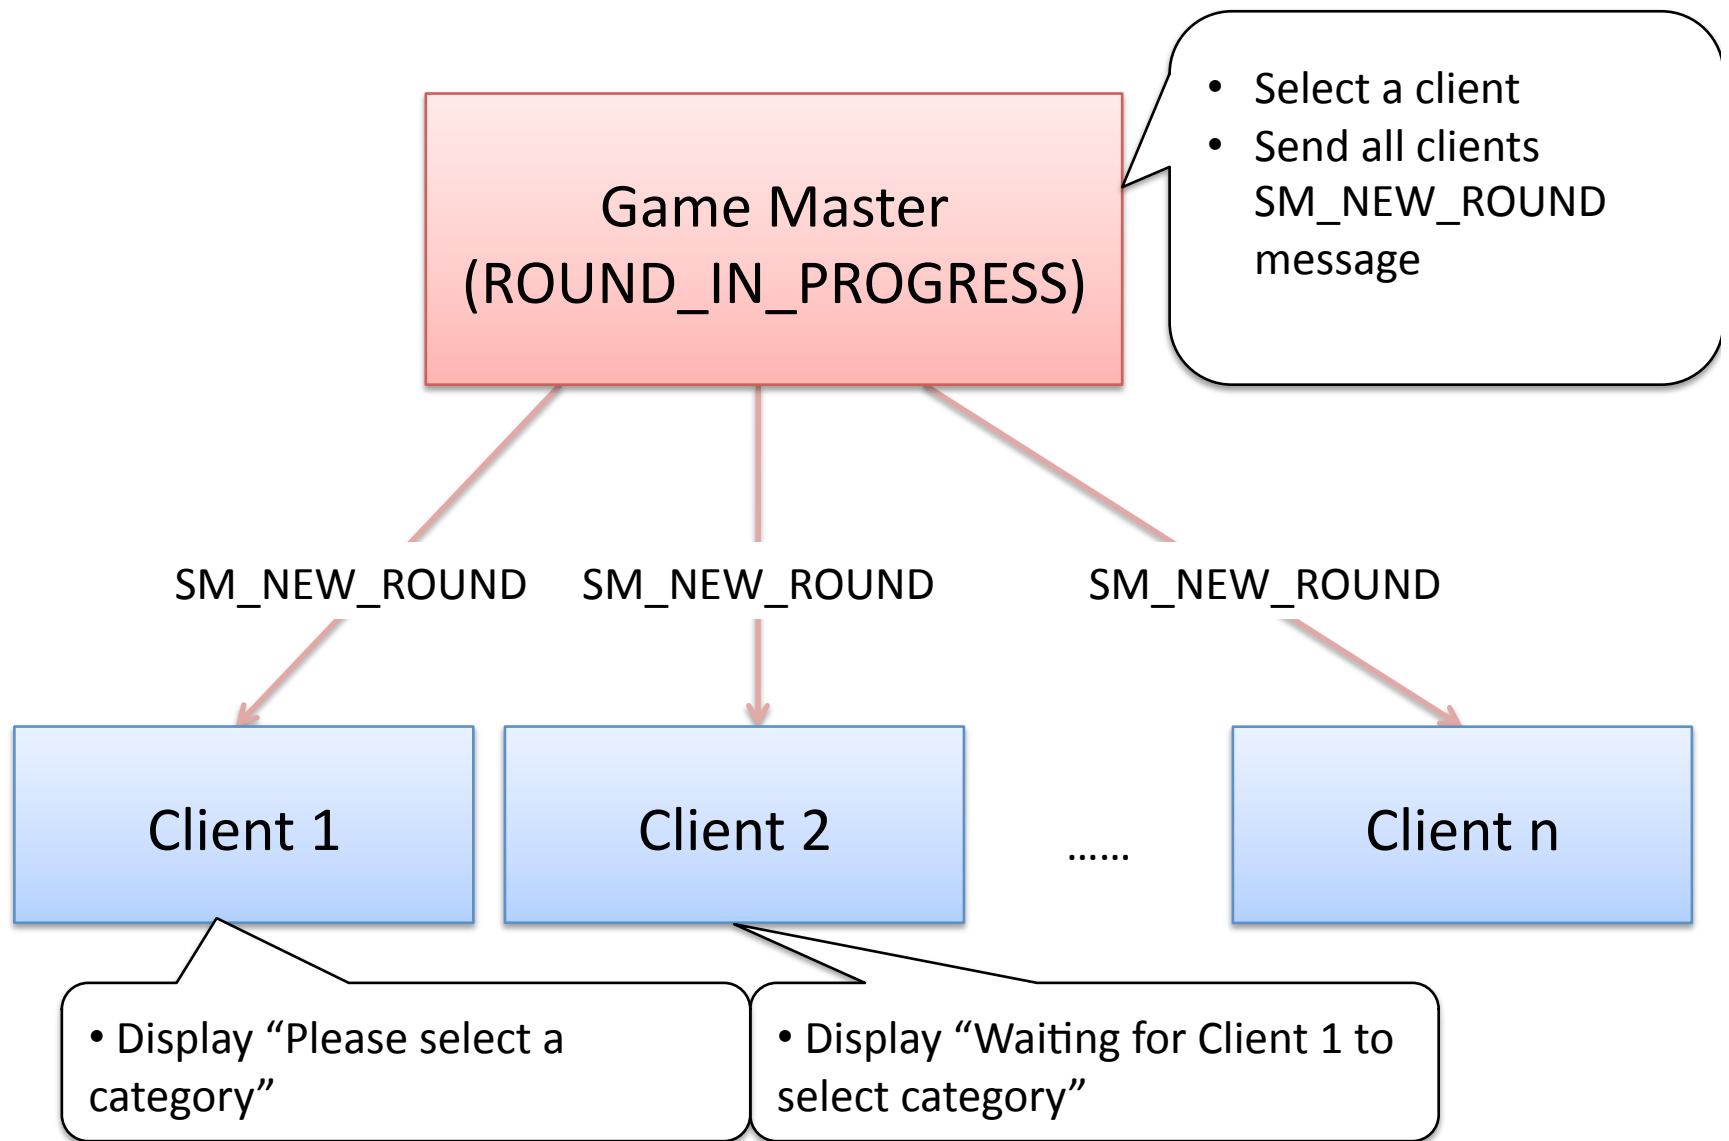 • Select a client
• Send all clients
SM_NEW_ROUND
message
Game Master
(ROUND_IN_PROGRESS)
SM_NEW_ROUND
SM_NEW_ROUND
SM_NEW_ROUND
Client 1
Client 2
......
Client n
• Display “Please select a
category”
• Display “Waiting for Client 1 to
select category”